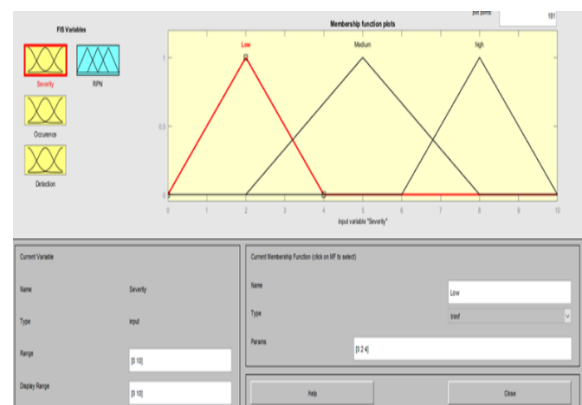 plot points:
181
FIS Variables
Membership function plots
Severity
RPN
Occurence
Detection
Low
Medium
high
1
0.5
0
0 1 2 3 4 5 6 7 8 9 10
input variable "Severity"
Current Variable
Name
Severity
Type
input
Range
[0 10]
Display Range
[0 10]
Current Membership Function (click on MF to select)
Name
Low
Type
trimf
Params
[0 2 4]
Help
Close